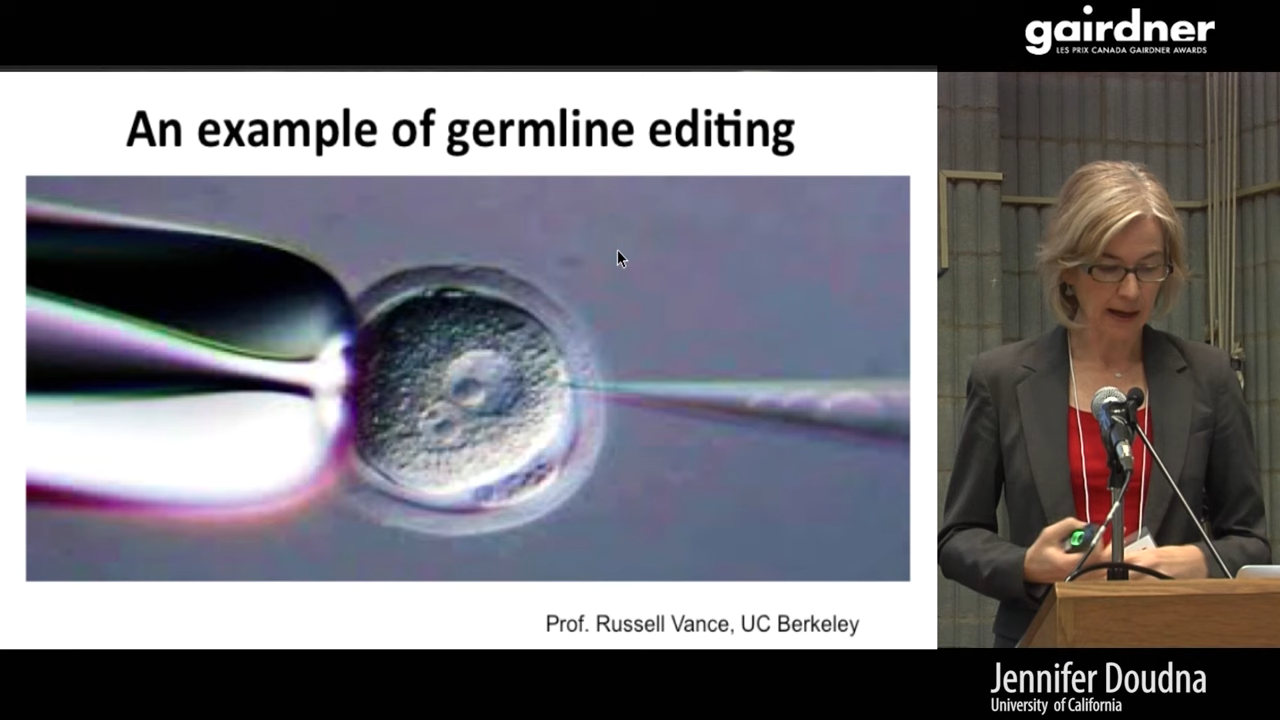 gairdner
LES PRIX CANADA GAIRDNER AWARDS
An example of germline editing
Prof. Russell Vance, UC Berkeley
Jennifer Doudna
University of California